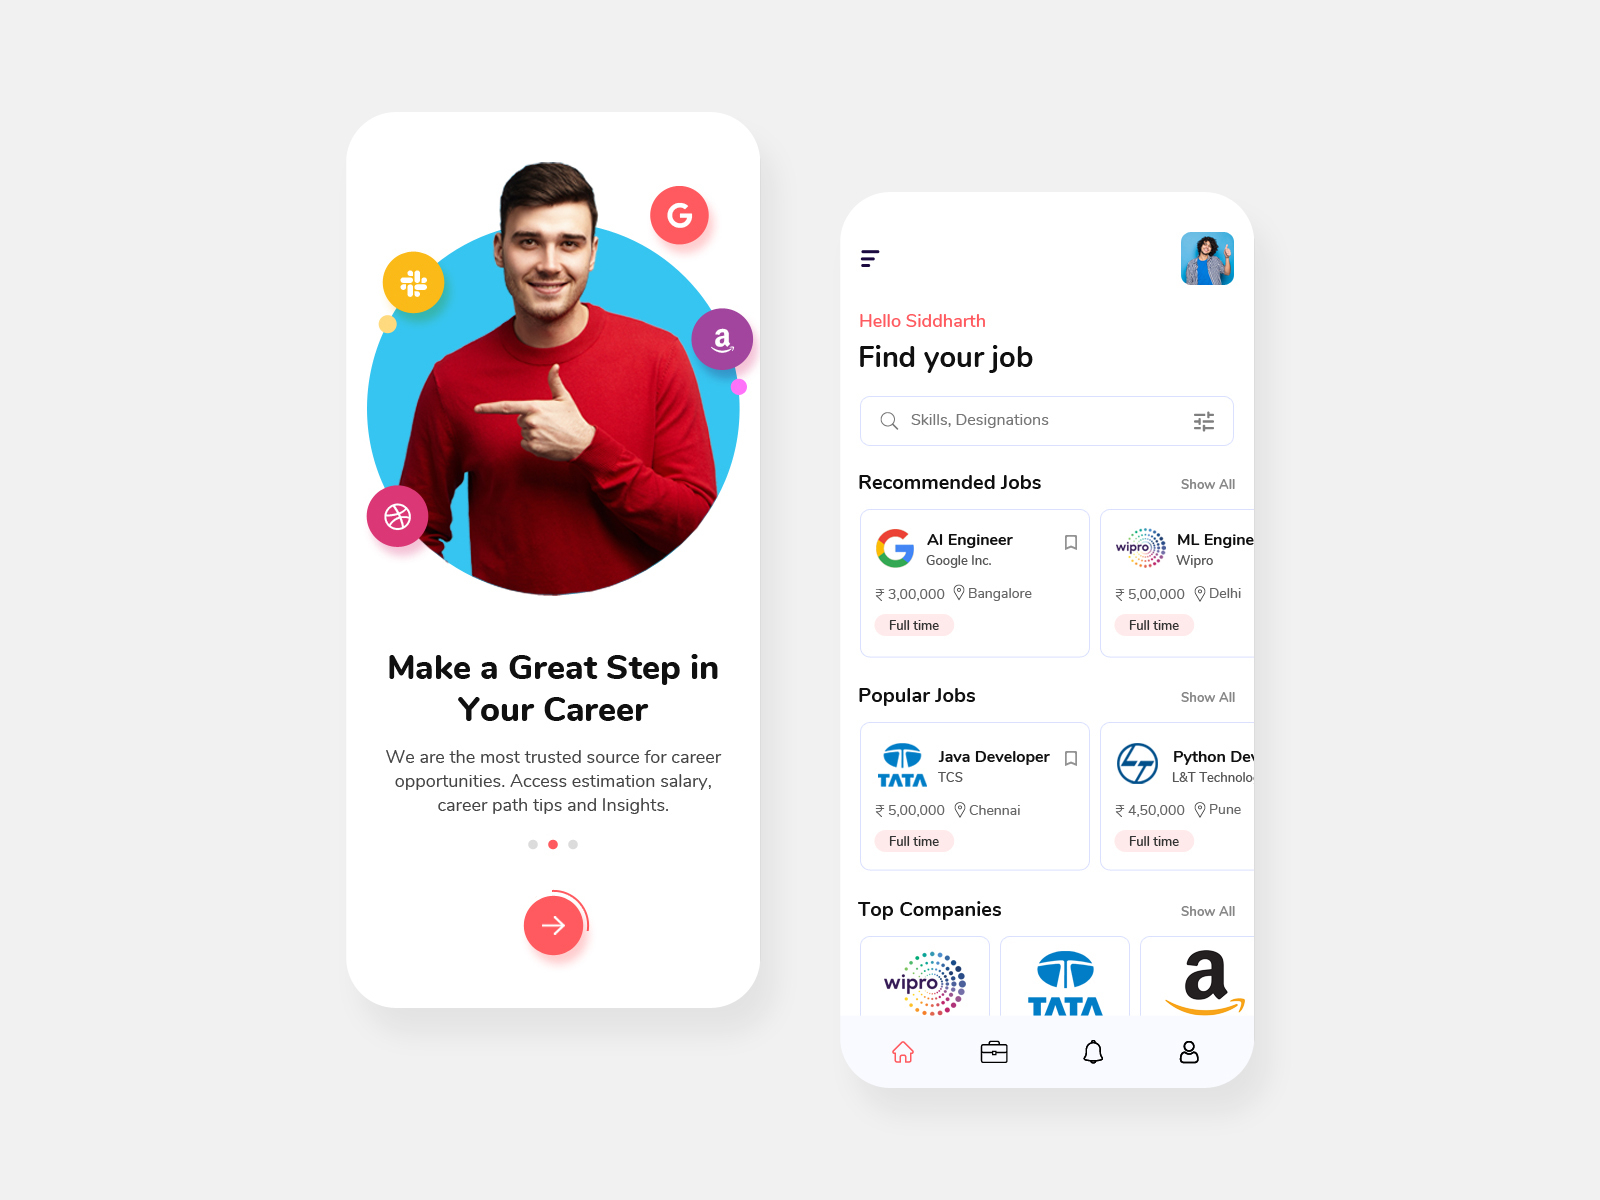 G
a
Make a Great Step in
Your Career
We are the most trusted source for career
opportunities. Access estimation salary,
career path tips and Insights.
Hello Siddharth
Find your job
Skills, Designations
Recommended Jobs
Show All
G
AI Engineer
Google Inc.
₹ 3,00,000
Bangalore
Full time
wipro
ML Engine
Wipro
₹ 5,00,000
Delhi
Full time
Popular Jobs
Show All
TATA
Java Developer
TCS
₹ 5,00,000
Chennai
Full time
LT
Python Dev
L&T Technolo
₹ 4,50,000
Pune
Full time
Top Companies
Show All
wipro
TATA
a